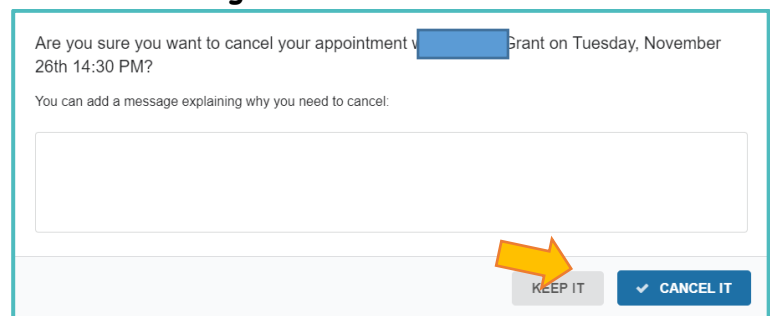 Are you sure you want to cancel your appointment Grant on Tuesday, November
26th 14:30 PM?
You can add a message explaining why you need to cancel:
KEEP IT
CANCEL IT